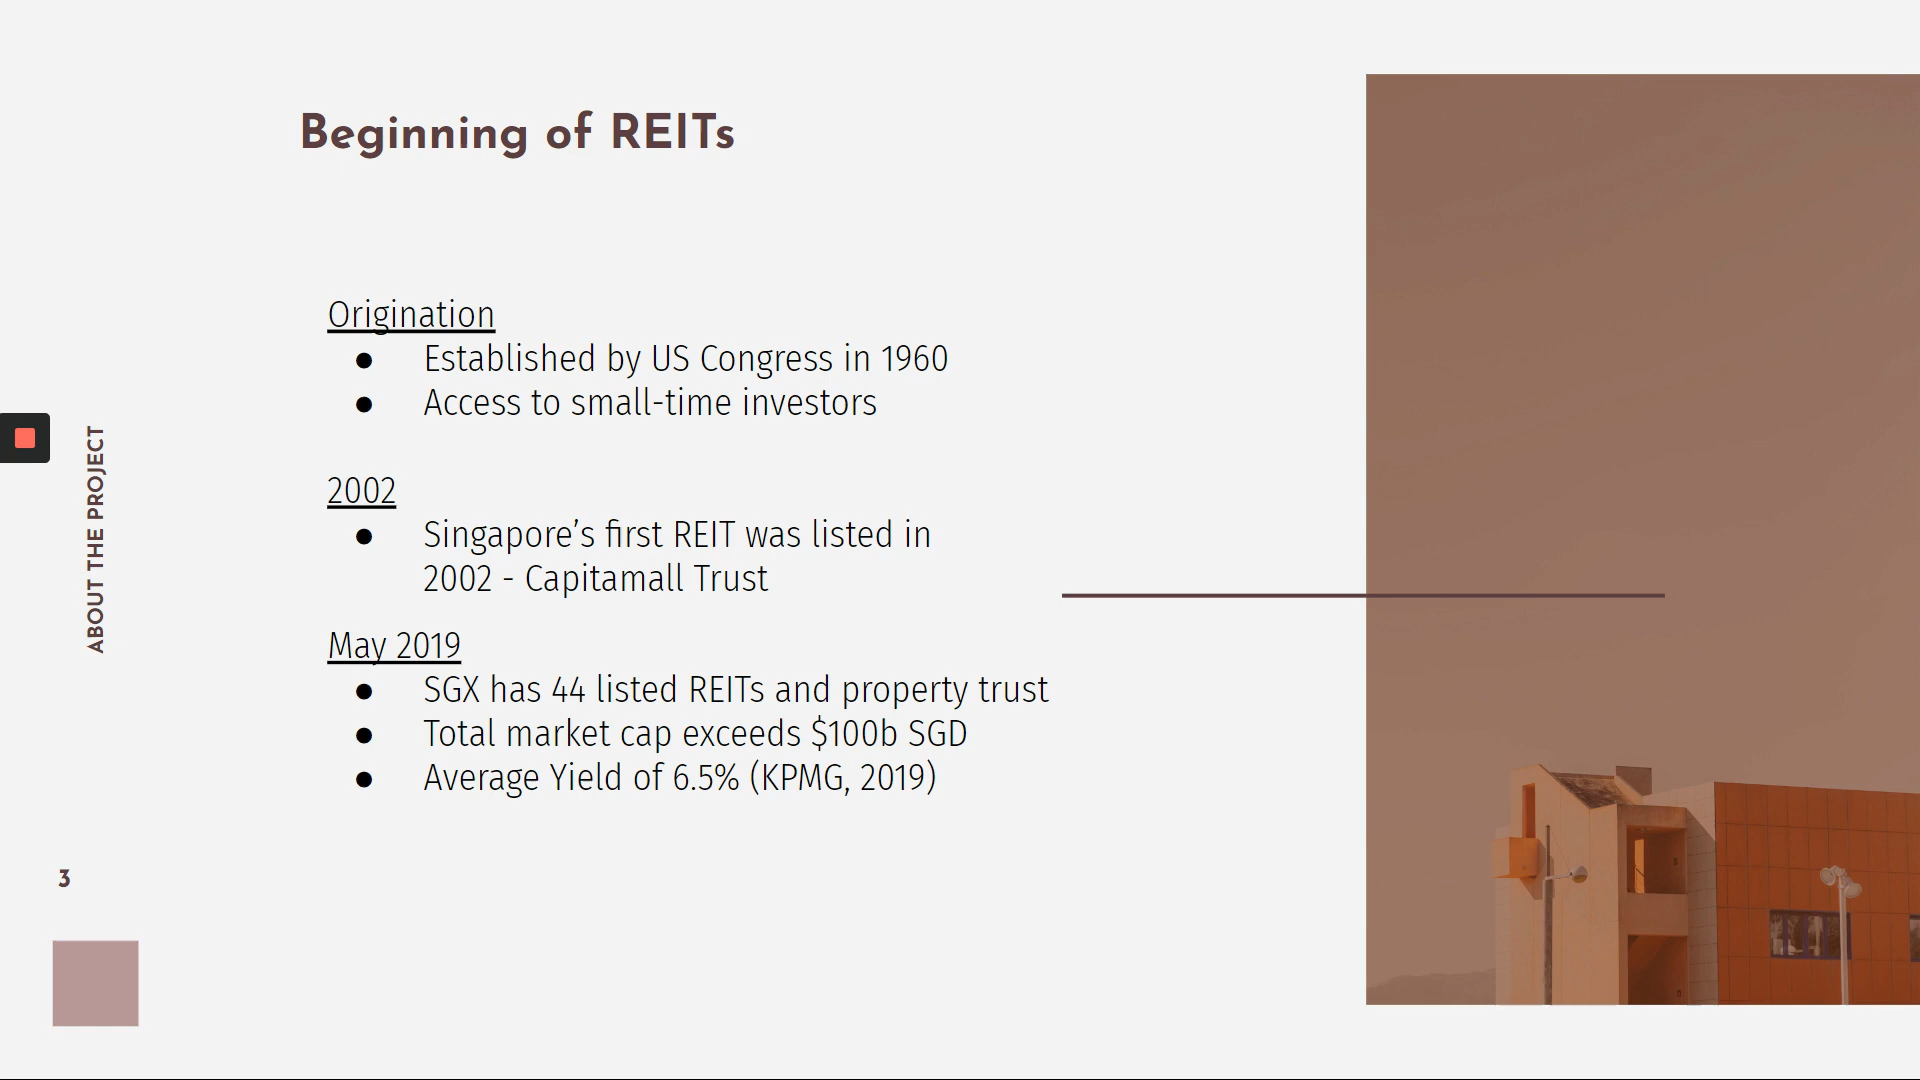 Beginning of REITs
Origination
● Established by US Congress in 1960
● Access to small-time investors
2002
● Singapore’s first REIT was listed in
2002 - Capitamall Trust
May 2019
● SGX has 44 listed REITs and property trust
● Total market cap exceeds $100b SGD
● Average Yield of 6.5% (KPMG, 2019)
ABOUT THE PROJECT
3